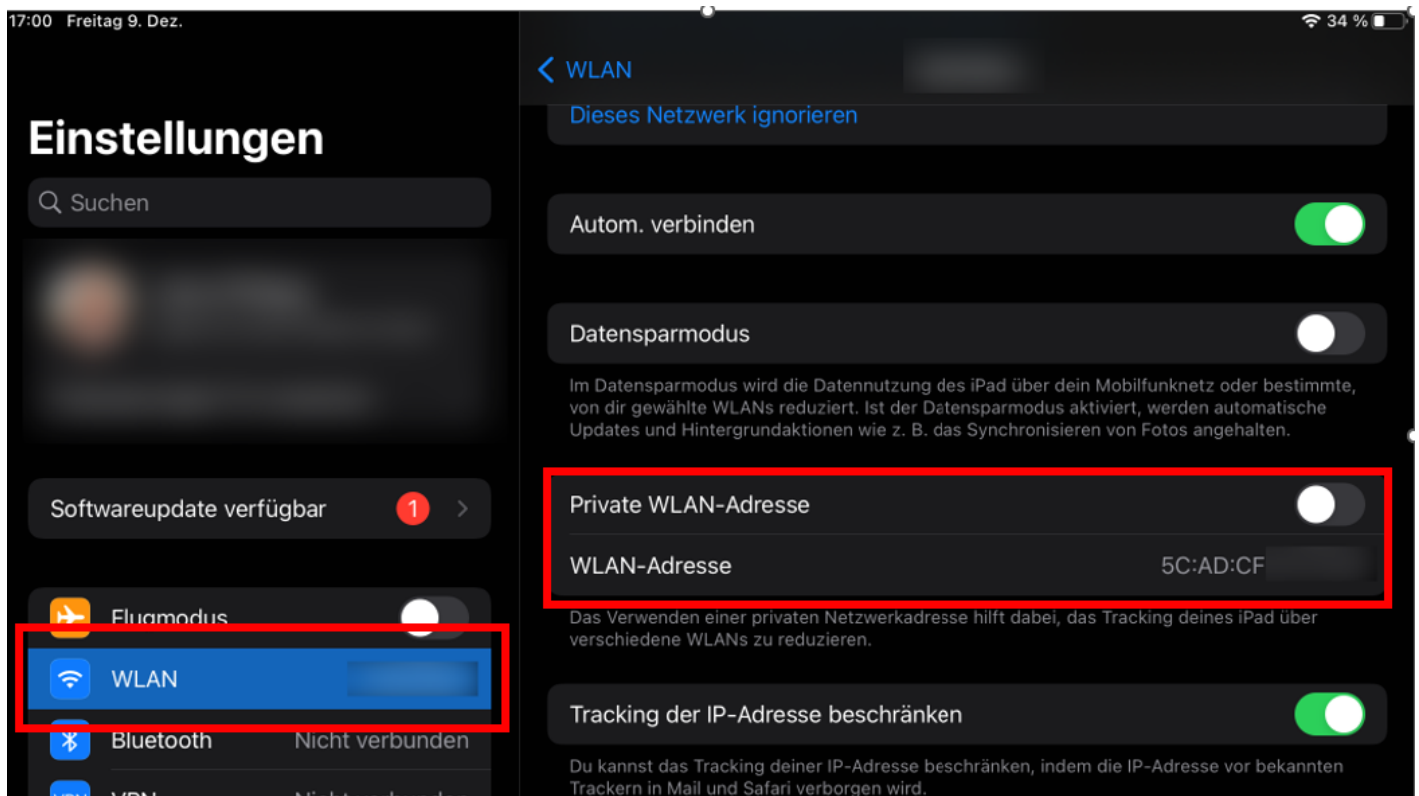 17:00 Freitag 9. Dez.
34 %
Einstellungen
Suchen
Softwareupdate verfügbar 1
Flugmodus
WLAN
Bluetooth Nicht verbunden
VPN Nicht verbunden
WLAN
Dieses Netzwerk ignorieren
Autom. verbinden
Datensparmodus
Im Datensparmodus wird die Datennutzung des iPad über dein Mobilfunknetz oder bestimmte,
von dir gewählte WLANs reduziert. Ist der Datensparmodus aktiviert, werden automatische
Updates und Hintergrundaktionen wie z. B. das Synchronisieren von Fotos angehalten.
Private WLAN-Adresse
WLAN-Adresse 5C:AD:CF
Das Verwenden einer privaten Netzwerkadresse hilft dabei, das Tracking deines iPad über
verschiedene WLANs zu reduzieren.
Tracking der IP-Adresse beschränken
Du kannst das Tracking deiner IP-Adresse beschränken, indem die IP-Adresse vor bekannten
Trackern in Mail und Safari verborgen wird.